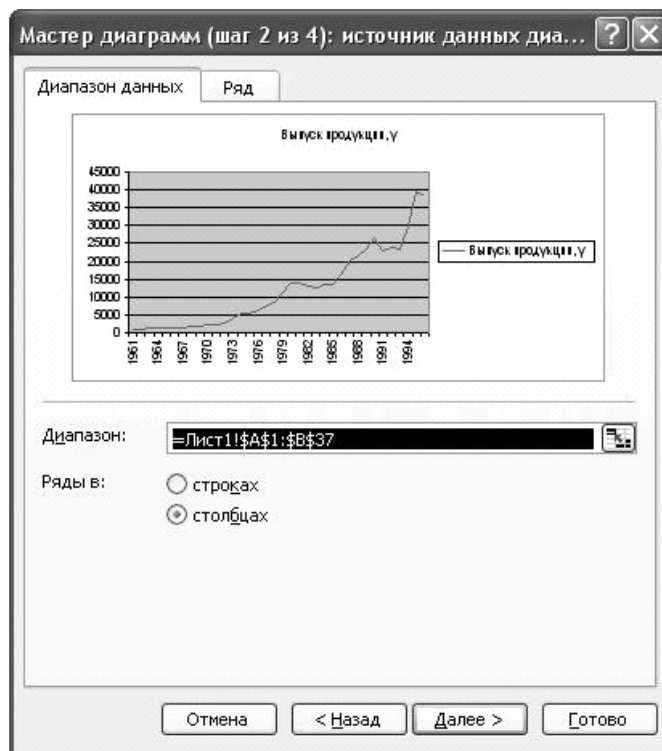 Мастер диаграмм (шаг 2 из 4): источник данных диа...
Диапазон данных
Ряд
Выпуск продукции,y
45000
40000
35000
30000
25000
20000
15000
10000
5000
0
Выпуск продукции,y
1961
1964
1967
1970
1973
1976
1979
1982
1985
1988
1991
1994
Диапазон:
=Лист1!$A$1:$B$37
Ряды в:
строках
столбцах
Отмена
< Назад
Далее >
Готово